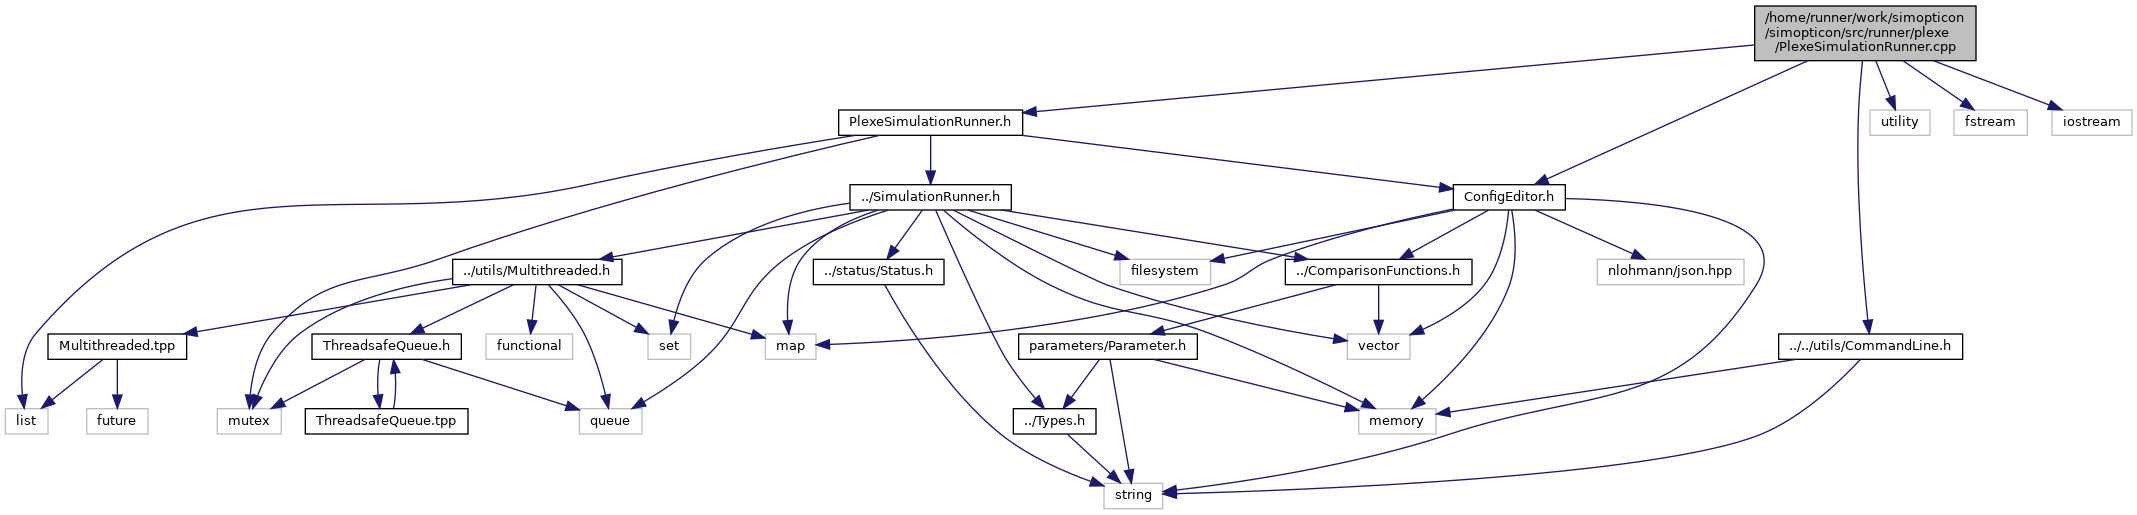 /home/runner/work/simopticon
/simopticon/src/runner/plexe
/PlexeSimulationRunner.cpp
PlexeSimulationRunner.h
utility
fstream
iostream
../SimulationRunner.h
ConfigEditor.h
../utils/Multithreaded.h
../status/Status.h
filesystem
../ComparisonFunctions.h
nlohmann/json.hpp
Multithreaded.tpp
ThreadsafeQueue.h
functional
set
map
parameters/Parameter.h
vector
../../utils/CommandLine.h
list
future
mutex
ThreadsafeQueue.tpp
queue
../Types.h
memory
string